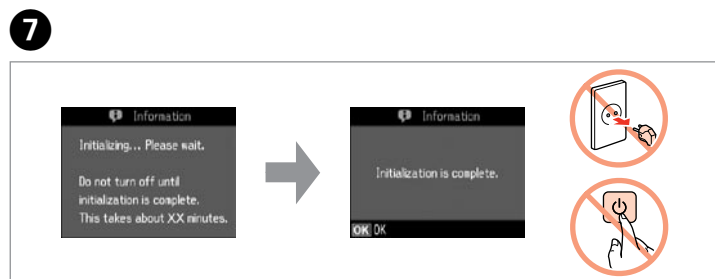 7
Information
Initializing... Please wait.
Do not turn off until
initialization is complete.
This takes about XX minutes.
Information
Initialization is complete.
OK OK